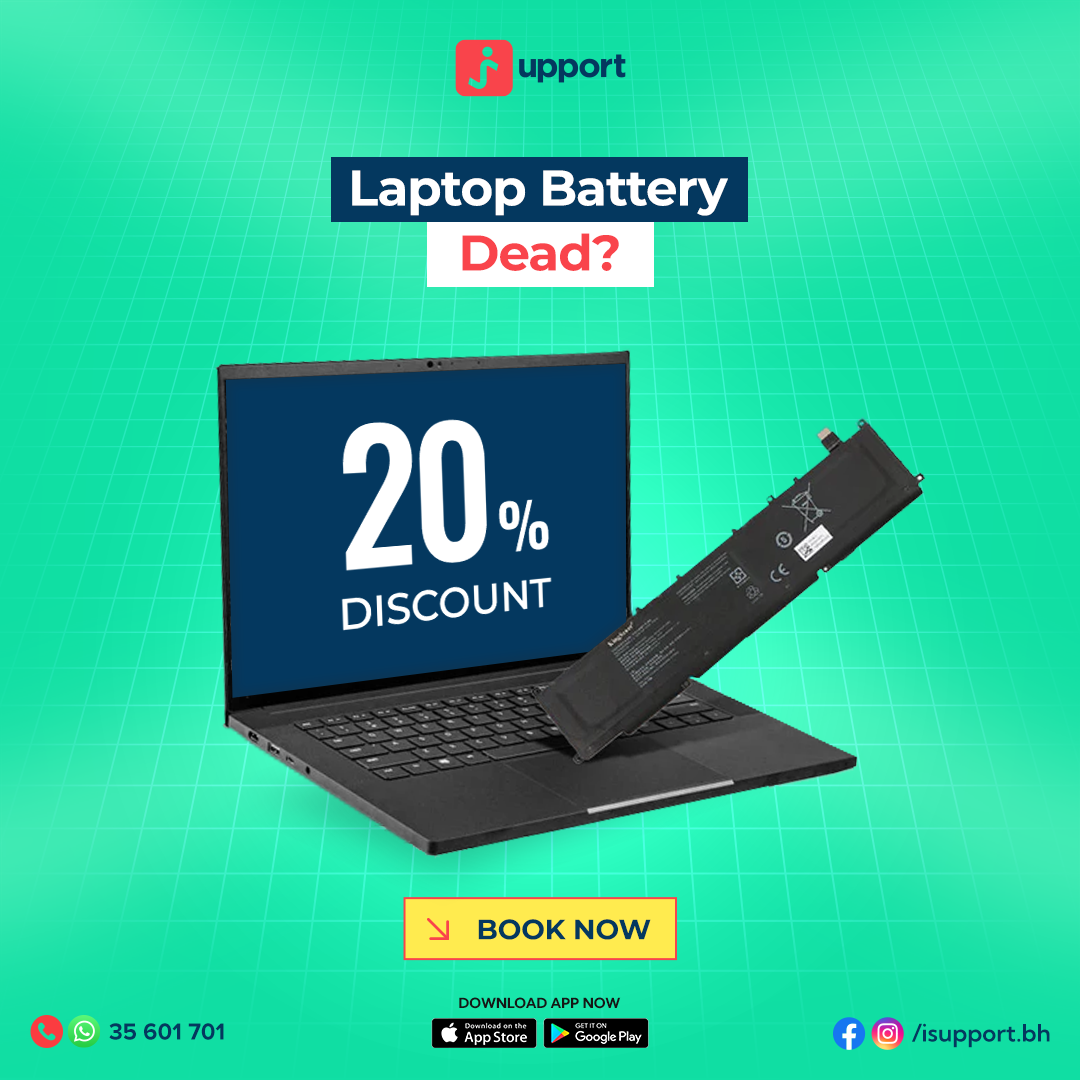 upport
Laptop Battery
Dead?
20%
DISCOUNT
BOOK NOW
DOWNLOAD APP NOW
35 601 701
Download on the
App Store
GET IT ON
Google Play
/isupport.bh